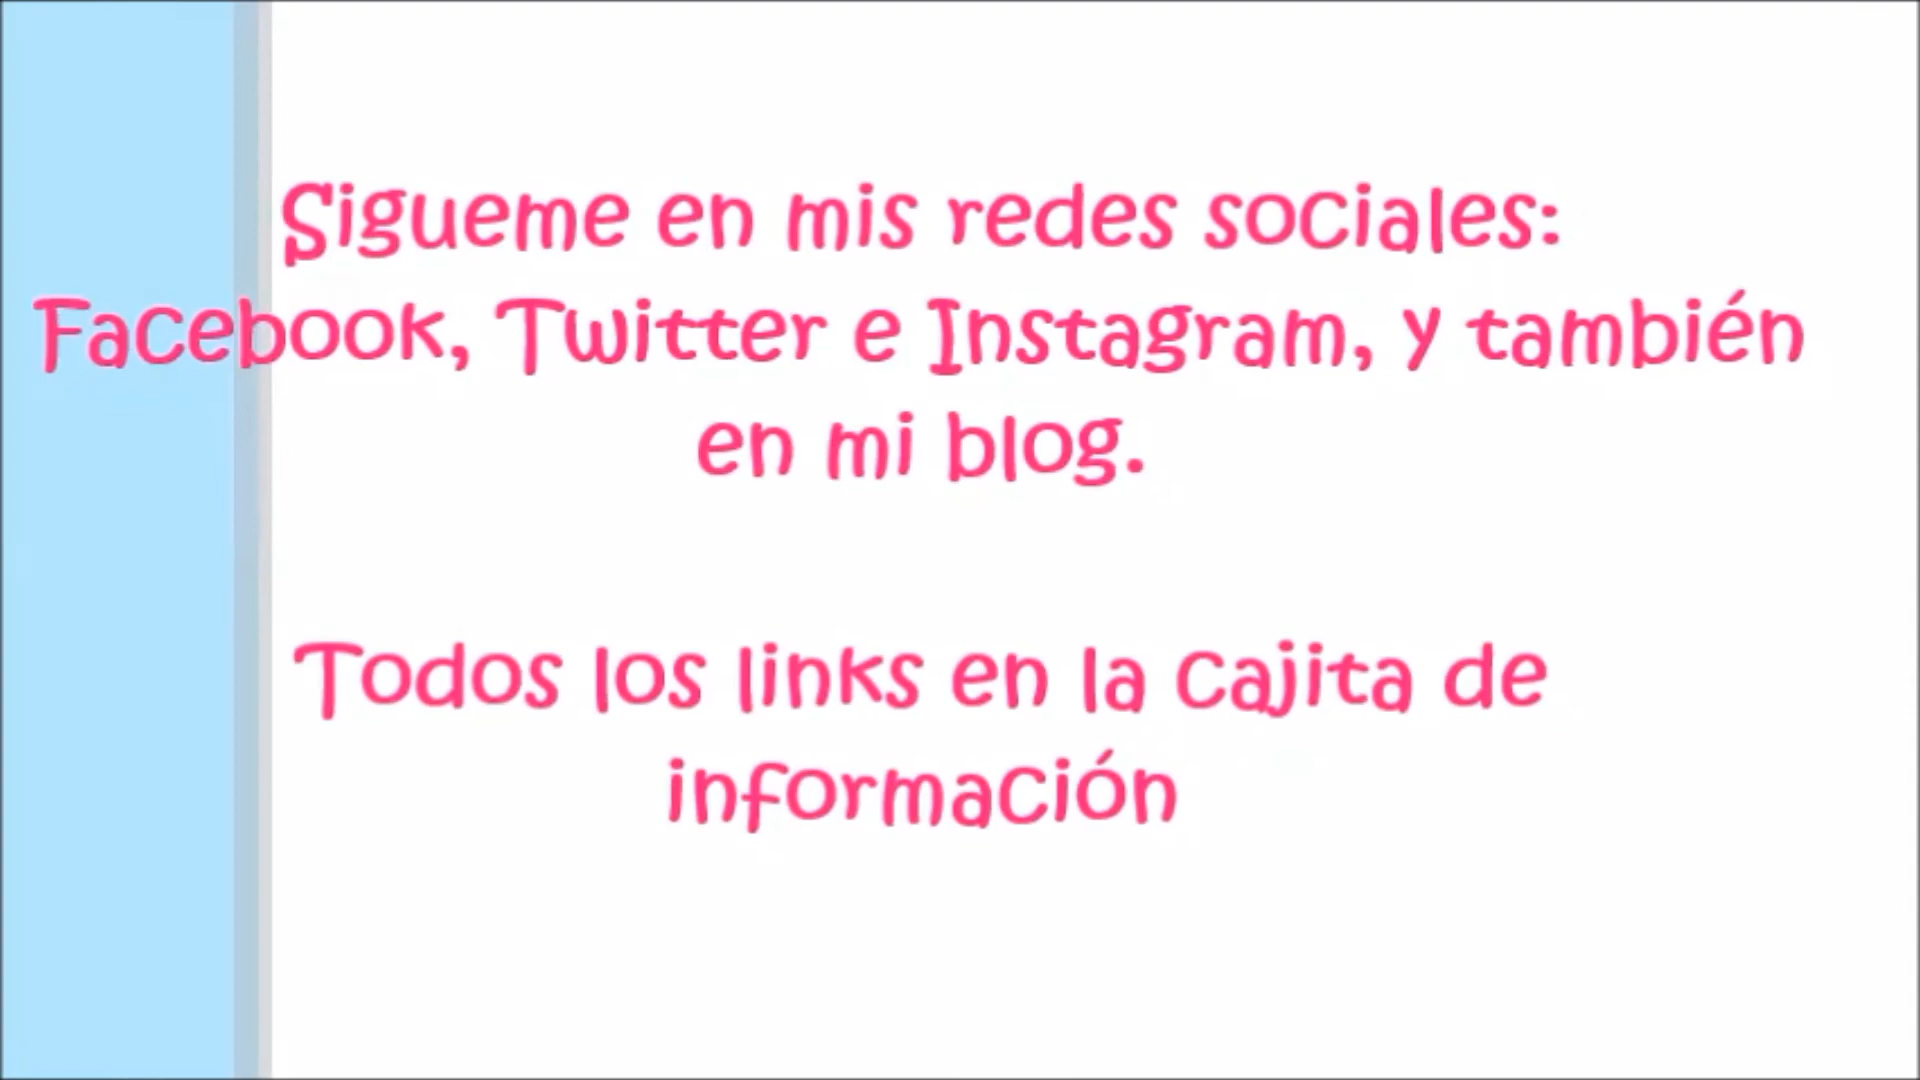 Sigueme en mis redes sociales:
Facebook, Twitter e Instagram, y también
en mi blog.
Todos los links en la cajita de
información